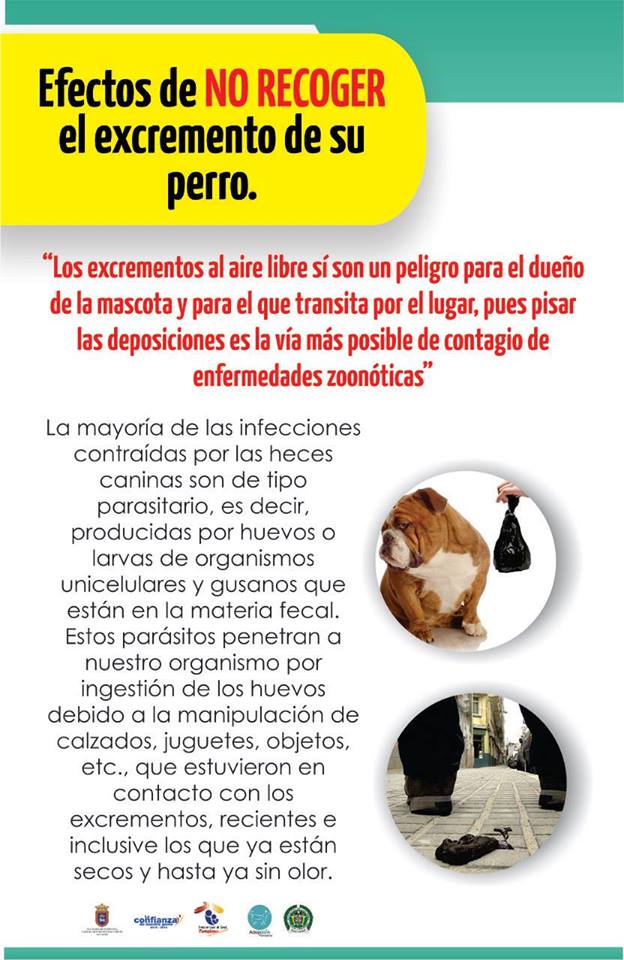 Efectos de NO RECOGER
el excremento de su
perro.
“Los excrementos al aire libre sí son un peligro para el dueño
de la mascota y para el que transita por el lugar, pues pisar
las deposiciones es la vía más posible de contagio de
enfermedades zoonóticas”
La mayoría de las infecciones
contraídas por las heces
caninas son de tipo
parasitario, es decir,
producidas por huevos o
larvas de organismos
unicelulares y gusanos que
están en la materia fecal.
Estos parásitos penetran a
nuestro organismo por
ingestión de los huevos
debido a la manipulación de
calzados, juguetes, objetos,
etc., que estuvieron en
contacto con los
excrementos, recientes e
inclusive los que ya están
secos y hasta ya sin olor.
confianza